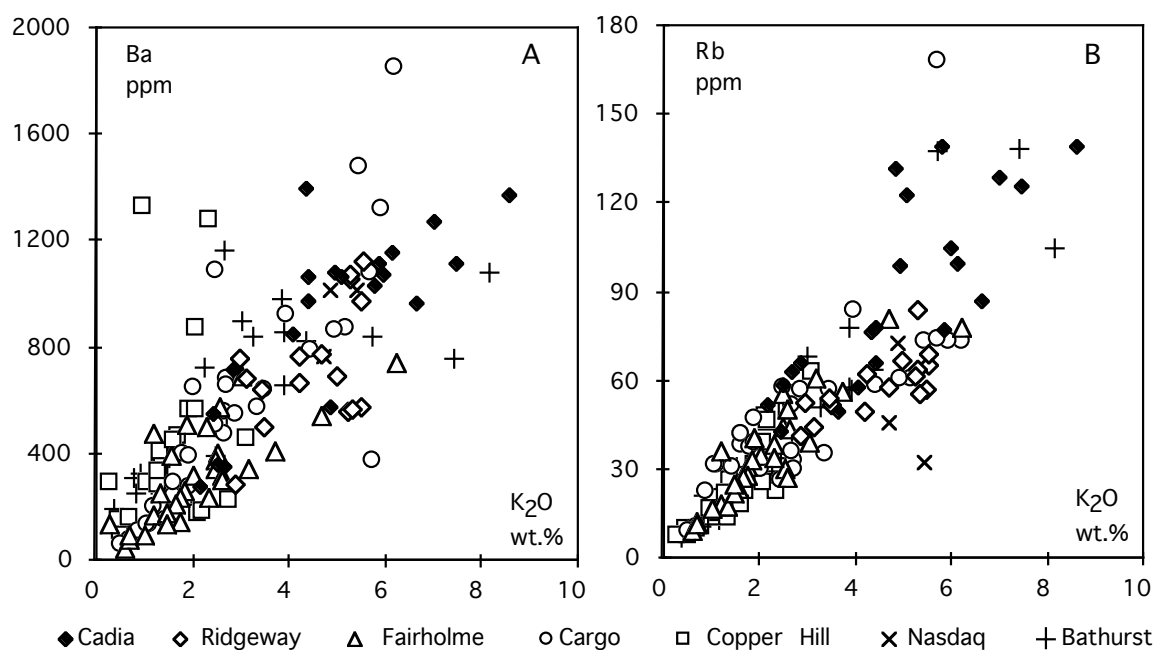 2000
1600
1200
800
400
0
Ba
ppm
A
K2O
wt.%
0 2 4 6 8 10
180
150
120
90
60
30
0
Rb
ppm
B
K2O
wt.%
0 2 4 6 8 10
Cadia Ridgeway Fairholme Cargo Copper Hill Nasdaq Bathurst